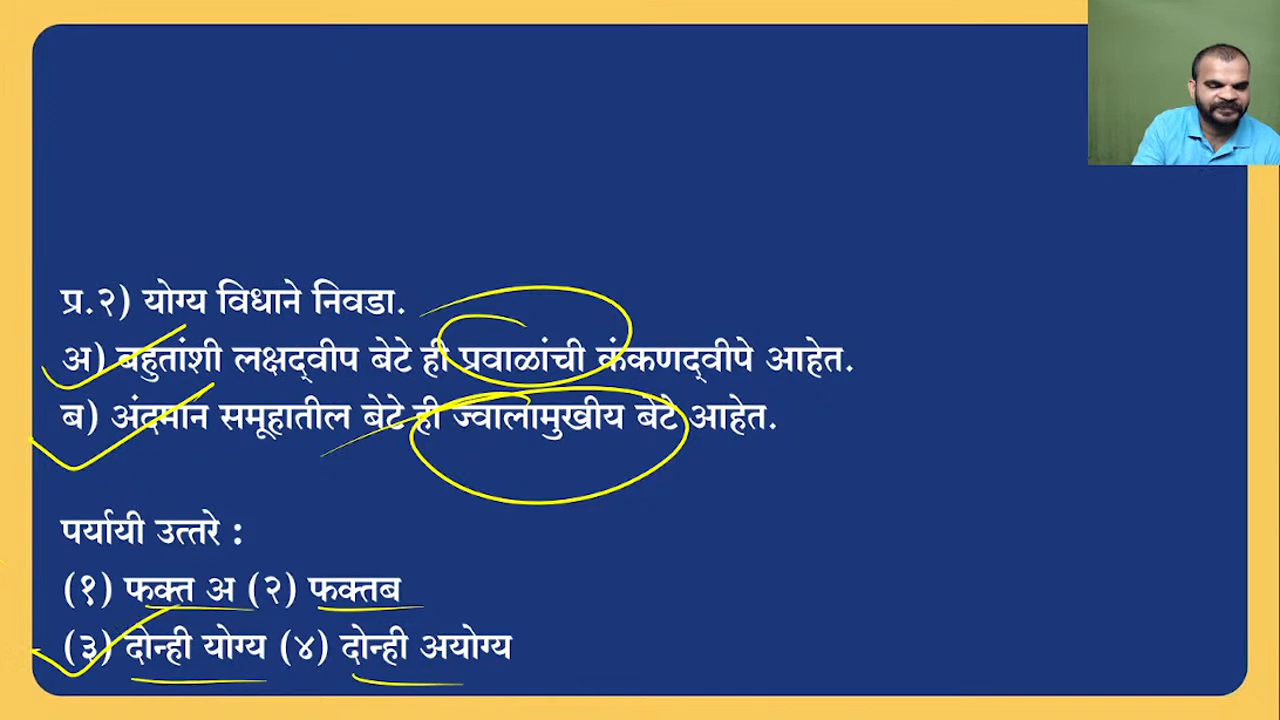 प्र.२) योग्य विधाने निवडा.
अ) बहुतांशी लक्षद्वीप बेटे ही प्रवाळांची कंकणद्वीपे आहेत.
ब) अंदमान समूहातील बेटे ही ज्वालामुखीय बेटे आहेत.
पर्यायी उत्तरे :
(१) फक्त अ (२) फक्तब
(३) दोन्ही योग्य (४) दोन्ही अयोग्य